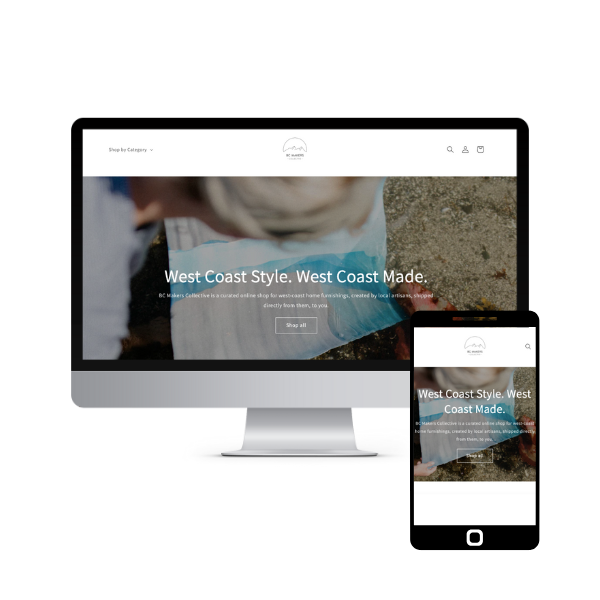 Shop by Category
BC MAKERS
West Coast Style. West Coast Made.
BC Makers Collective is a curated online shop for westcoast home furnishings, created by local artisans, shipped
directly from them, to you.
Shop all
BC MAKERS
West Coast Style. West
Coast Made.
BC Makers Collective is a curated online shop for west-coast
home furnishings, created by local artisans, shipped directly
from them, to you.
Shop all